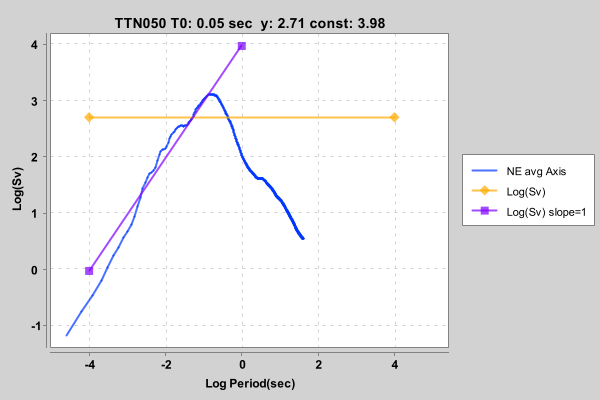 TTN050 T0: 0.05 sec y: 2.71 const: 3.98
Log(Sv)
4
3
2
1
0
-1
-4
-2
0
2
4
Log Period(sec)
NE avg Axis
Log(Sv)
Log(Sv) slope=1